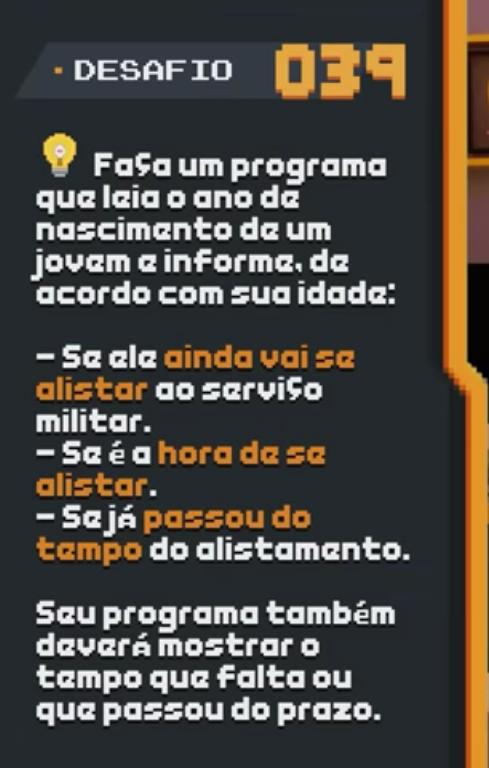 DESAFIO 039
Faça um programa
que leia o ano de
nascimento de um
jovem e informe, de
acordo com sua idade:
– Se ele ainda vai se
alistar ao serviço
militar.
– Se é a hora de se
alistar.
– Se já passou do
tempo do alistamento.
Seu programa também
deverá mostrar o
tempo que falta ou
que passou do prazo.